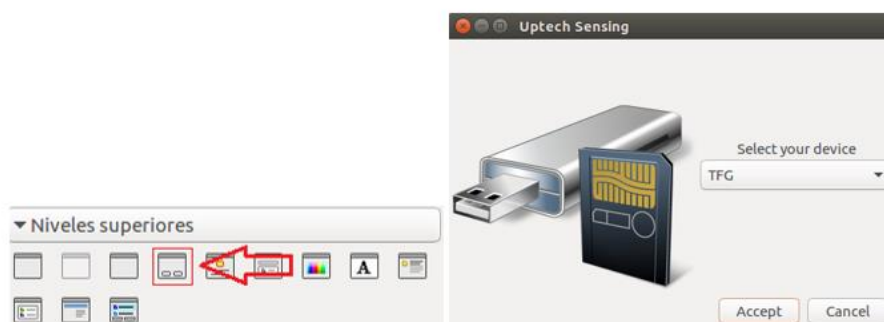 Uptech Sensing
Select your device
TFG
Niveles superiores
A
Accept
Cancel